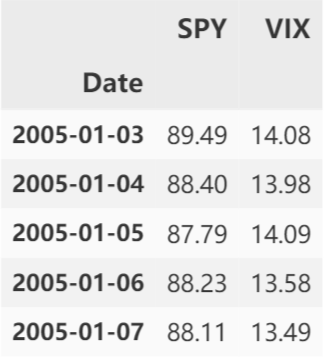 SPY VIX
Date
2005-01-03 89.49 14.08
2005-01-04 88.40 13.98
2005-01-05 87.79 14.09
2005-01-06 88.23 13.58
2005-01-07 88.11 13.49